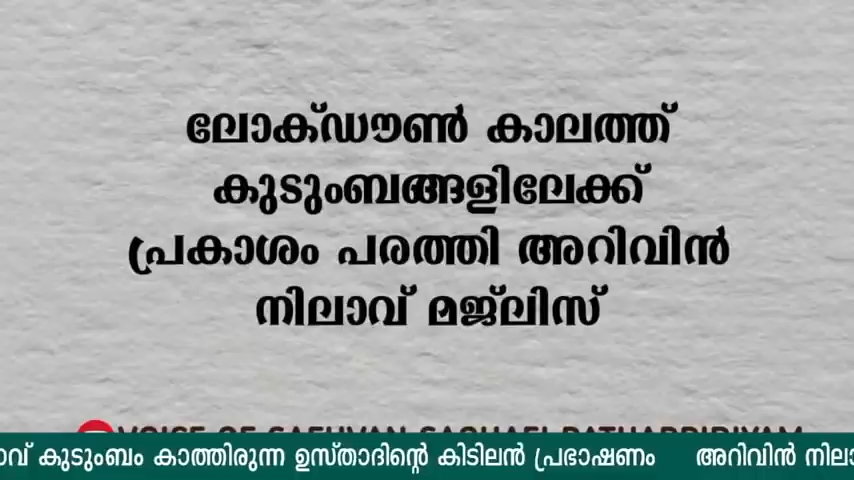 ലോക്ഡൗൺ കാലത്ത്
കുടുംബങ്ങളിലേക്ക്
പ്രകാശം പരത്തി അറിവിൻ
നിലാവ് മജ്ലിസ്
കുടുംബം കാത്തിരുന്ന ഉസ്താദിന്റെ കിടിലൻ പ്രഭാഷണം അറിവിൻ